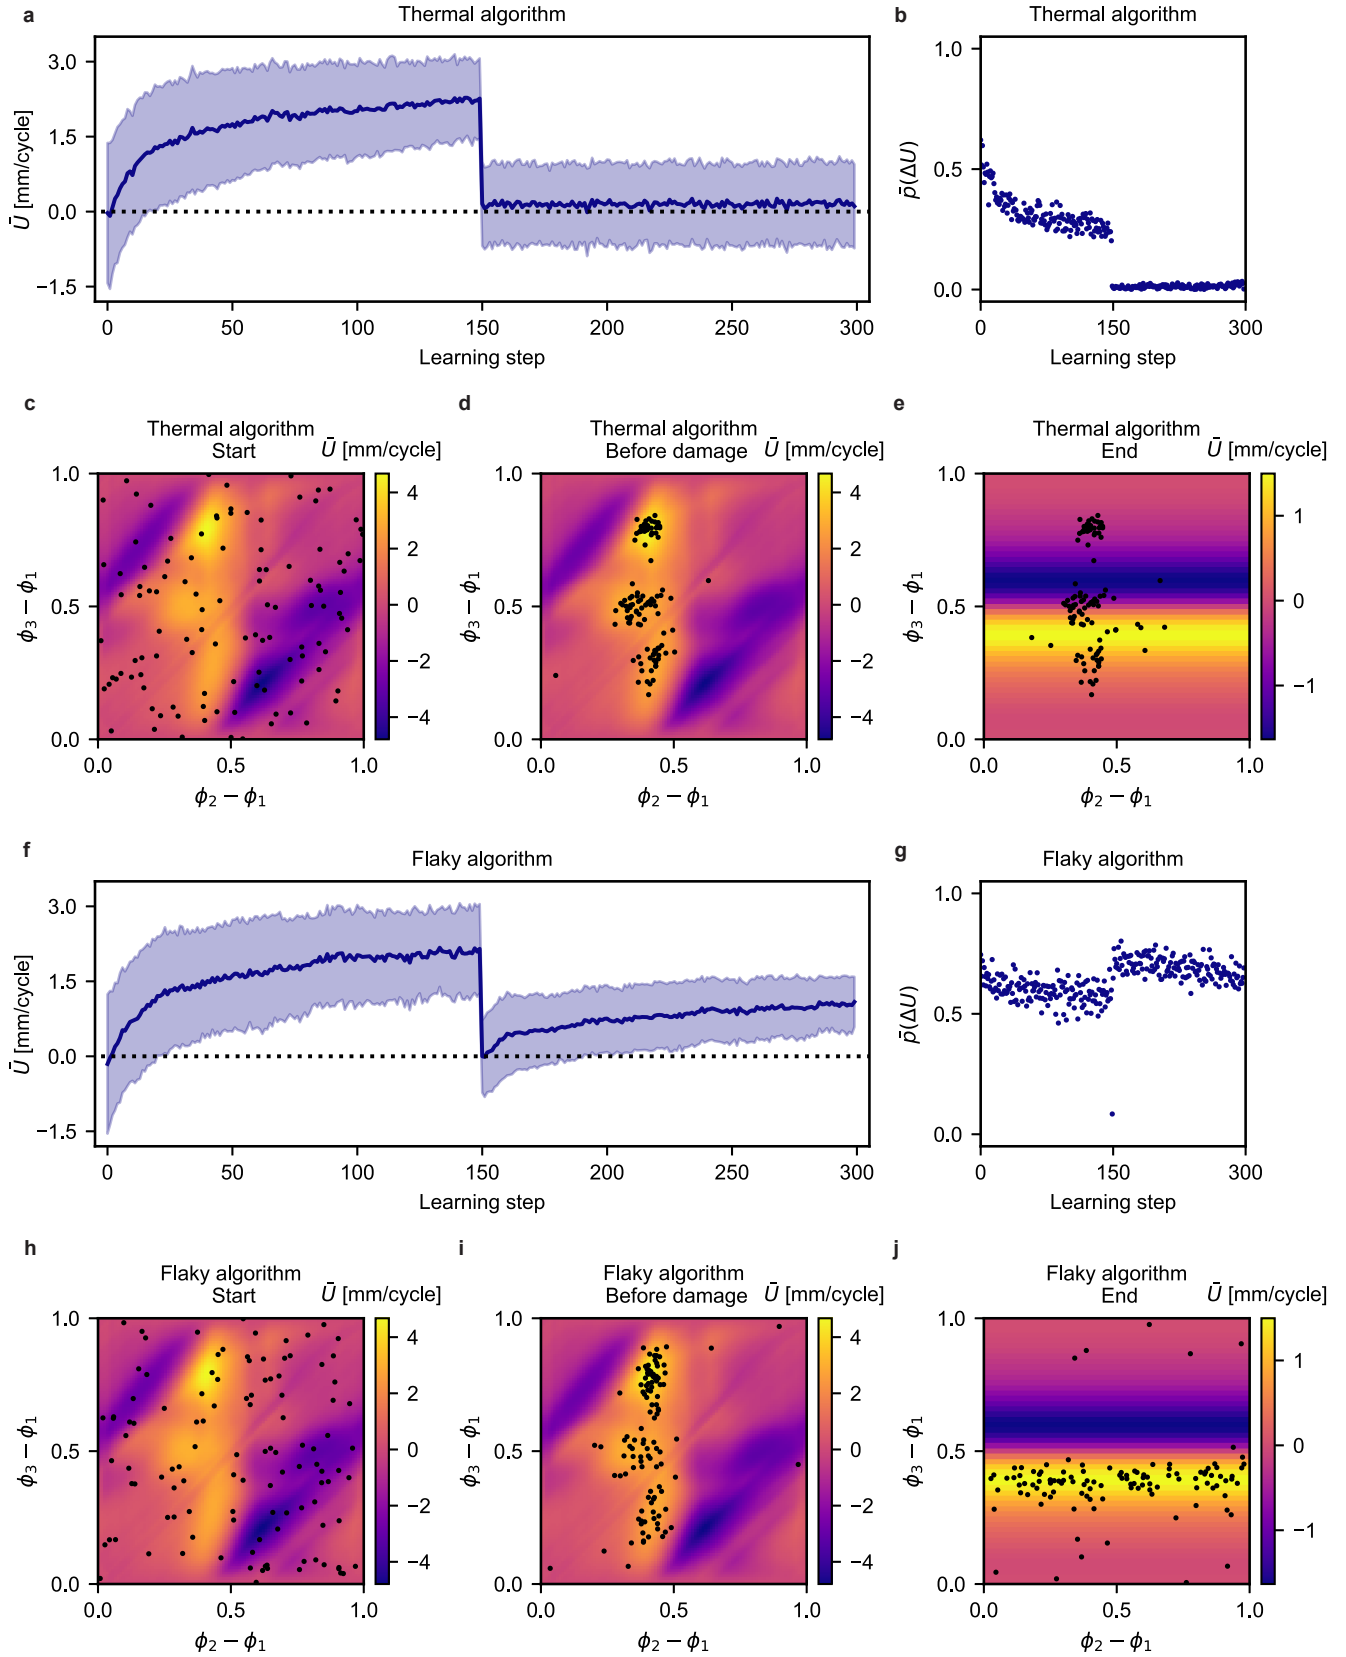 a
Thermal algorithm
b
Thermal algorithm
Ū [mm/cycle]
3.0
1.5
0.0
−1.5
0
50
100
150
200
250
300
Learning step
p̄(ΔU)
1.0
0.5
0.0
0
150
300
Learning step
c
Thermal algorithm
Start
Ū [mm/cycle]
ϕ3 − ϕ1
1.0
0.5
0.0
0.0
0.5
1.0
ϕ2 − ϕ1
4
2
0
−2
−4
d
Thermal algorithm
Before damage
Ū [mm/cycle]
ϕ3 − ϕ1
1.0
0.5
0.0
0.0
0.5
1.0
ϕ2 − ϕ1
4
2
0
−2
−4
e
Thermal algorithm
End
Ū [mm/cycle]
ϕ3 − ϕ1
1.0
0.5
0.0
0.0
0.5
1.0
ϕ2 − ϕ1
1
0
−1
f
Flaky algorithm
g
Flaky algorithm
Ū [mm/cycle]
3.0
1.5
0.0
−1.5
0
50
100
150
200
250
300
Learning step
p̄(ΔU)
1.0
0.5
0.0
0
150
300
Learning step
h
Flaky algorithm
Start
Ū [mm/cycle]
ϕ3 − ϕ1
1.0
0.5
0.0
0.0
0.5
1.0
ϕ2 − ϕ1
4
2
0
−2
−4
i
Flaky algorithm
Before damage
Ū [mm/cycle]
ϕ3 − ϕ1
1.0
0.5
0.0
0.0
0.5
1.0
ϕ2 − ϕ1
4
2
0
−2
−4
j
Flaky algorithm
End
Ū [mm/cycle]
ϕ3 − ϕ1
1.0
0.5
0.0
0.0
0.5
1.0
ϕ2 − ϕ1
1
0
−1